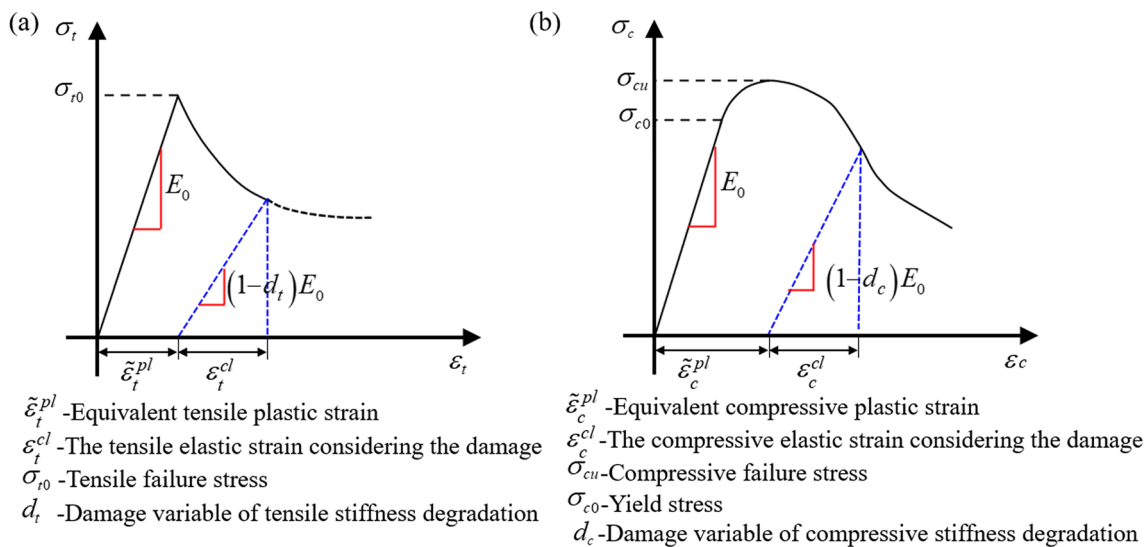 (a)
σ_t
σ_t0
E_0
(1-d_t)E_0
ε̃_t^pl
ε_t^cl
ε_t
ε̃_t^pl -Equivalent tensile plastic strain
ε_t^cl -The tensile elastic strain considering the damage
σ_t0 -Tensile failure stress
d_t -Damage variable of tensile stiffness degradation
(b)
σ_c
σ_cu
σ_c0
E_0
(1-d_c)E_0
ε̃_c^pl
ε_c^cl
ε_c
ε̃_c^pl -Equivalent compressive plastic strain
ε_c^cl -The compressive elastic strain considering the damage
σ_cu-Compressive failure stress
σ_c0-Yield stress
d_c-Damage variable of compressive stiffness degradation